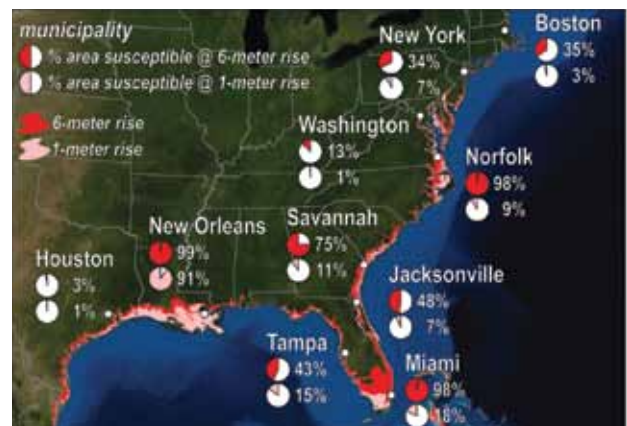 municipality
% area susceptible @ 6-meter rise
% area susceptible @ 1-meter rise
6-meter rise
1-meter rise
Boston
35%
3%
New York
34%
7%
Washington
13%
1%
Norfolk
98%
9%
New Orleans
99%
91%
Savannah
75%
11%
Houston
3%
1%
Jacksonville
48%
7%
Tampa
43%
15%
Miami
98%
18%